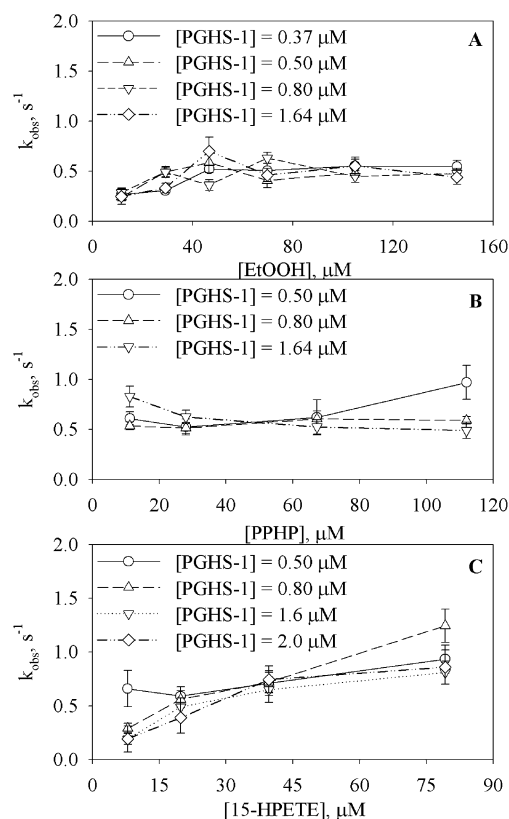 2.0
[PGHS-1] = 0.37 μM
A
[PGHS-1] = 0.50 μM
1.5
[PGHS-1] = 0.80 μM
[PGHS-1] = 1.64 μM
1.0
kobs, s-1
0.5
0.0
0 40 80 120 160
[EtOOH], μM
2.0
[PGHS-1] = 0.50 μM
B
[PGHS-1] = 0.80 μM
1.5
[PGHS-1] = 1.64 μM
1.0
kobs, s-1
0.5
0.0
0 20 40 60 80 100 120
[PPHP], μM
2.0
[PGHS-1] = 0.50 μM
C
[PGHS-1] = 0.80 μM
1.5
[PGHS-1] = 1.6 μM
[PGHS-1] = 2.0 μM
1.0
kobs, s-1
0.5
0.0
0 15 30 45 60 75 90
[15-HPETE], μM